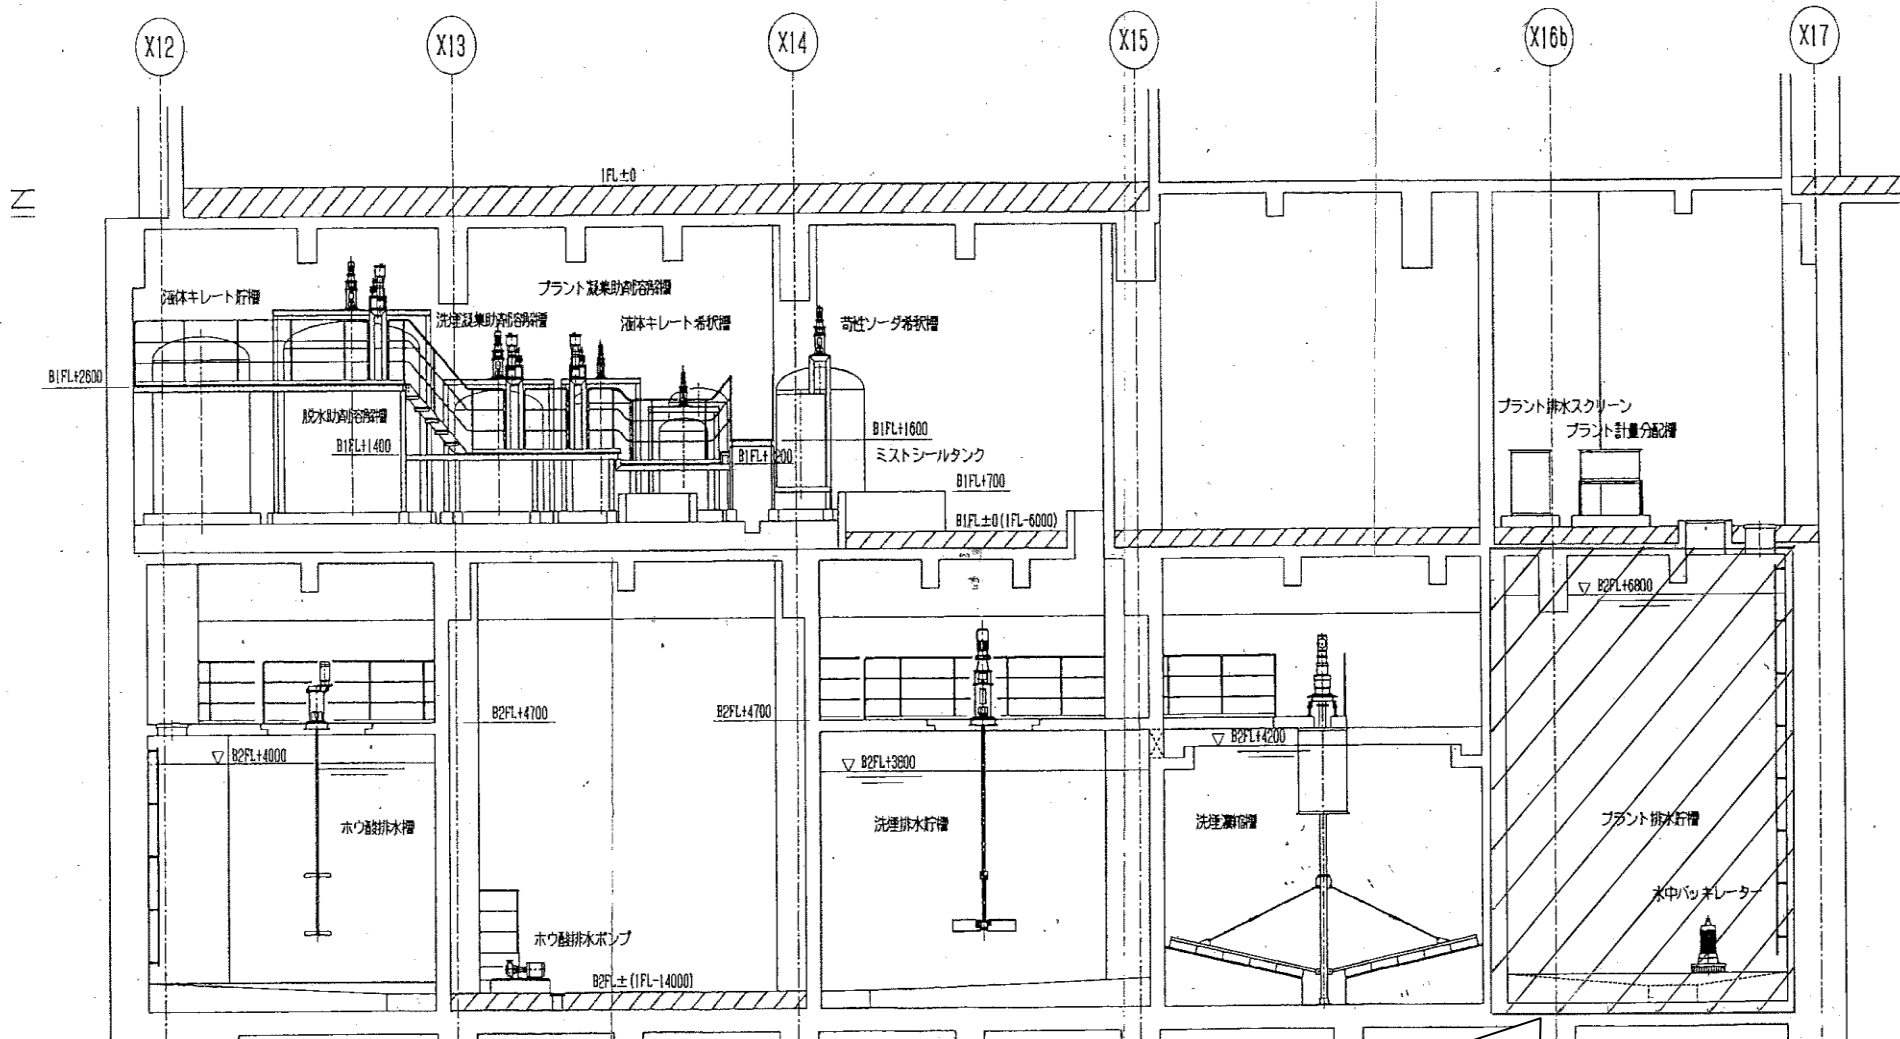 X12
X13
X14
X15
X16b
X17
1FL±0
液体キレート貯槽
プラント凝集助剤溶解槽
洗煙凝集助剤溶解槽
液体キレート希釈槽
苛性ソーダ希釈槽
B1FL+2600
脱水助剤溶解槽
B1FL+1400
B1FL+1600
B1FL+ 200
ミストシールタンク
B1FL+700
B1FL±0(1FL-6000)
プラント排水スクリーン
プラント計量分配槽
B2FL+6800
B2FL+4700
B2FL+4700
B2FL+4000
B2FL+3800
B2FL+4200
ホウ酸排水槽
洗煙排水貯槽
洗煙濃縮槽
プラント排水貯槽
水中バッキレーター
ホウ酸排水ポンプ
B2FL±(1FL-14000)